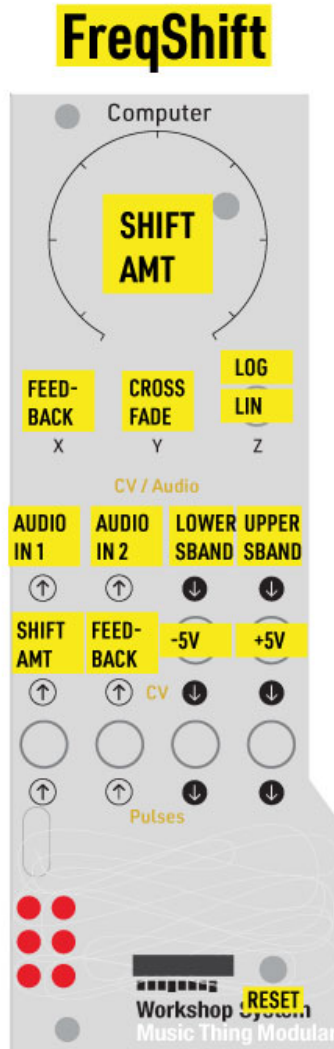 FreqShift
Computer
SHIFT
AMT
LOG
FEED- CROSS LIN
BACK FADE
X Y Z
CV / Audio
AUDIO AUDIO LOWER UPPER
IN 1 IN 2 SBAND SBAND
SHIFT FEED- -5V +5V
AMT BACK
CV
Pulses
RESET
Workshop System
Music Thing Modular